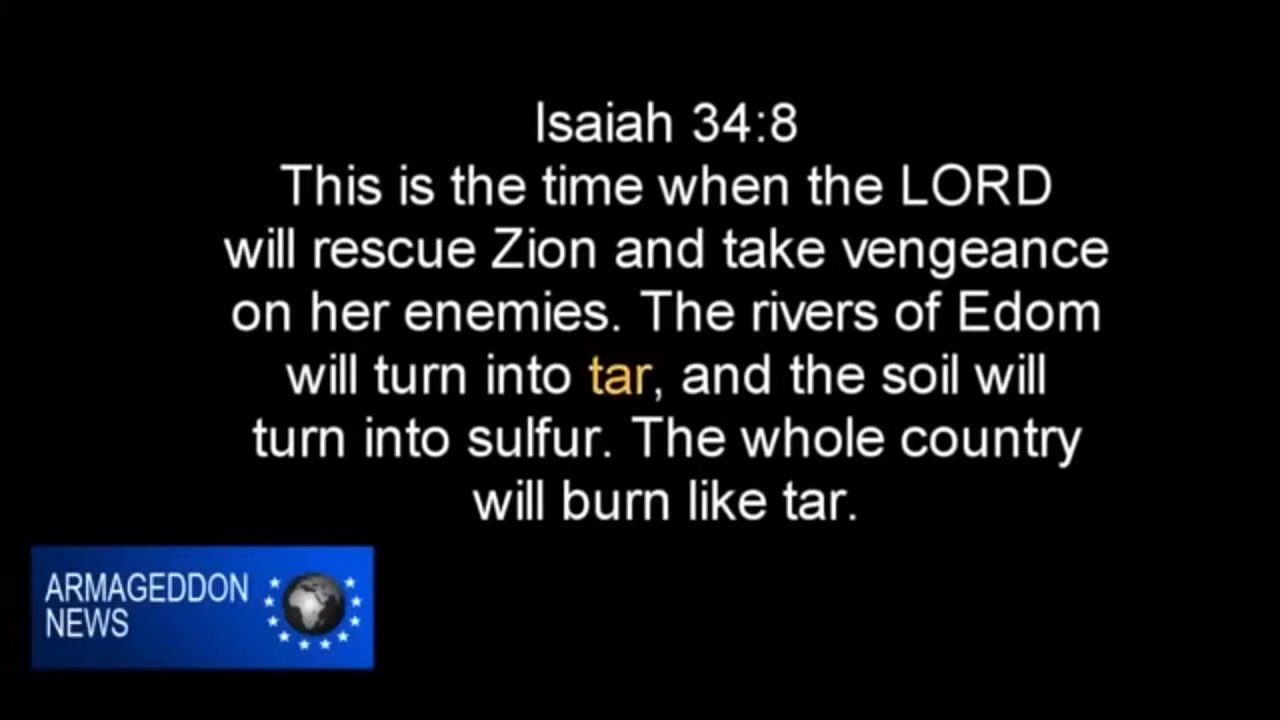 Isaiah 34:8
This is the time when the LORD
will rescue Zion and take vengeance
on her enemies. The rivers of Edom
will turn into tar, and the soil will
turn into sulfur. The whole country
will burn like tar.
ARMAGEDDON
NEWS